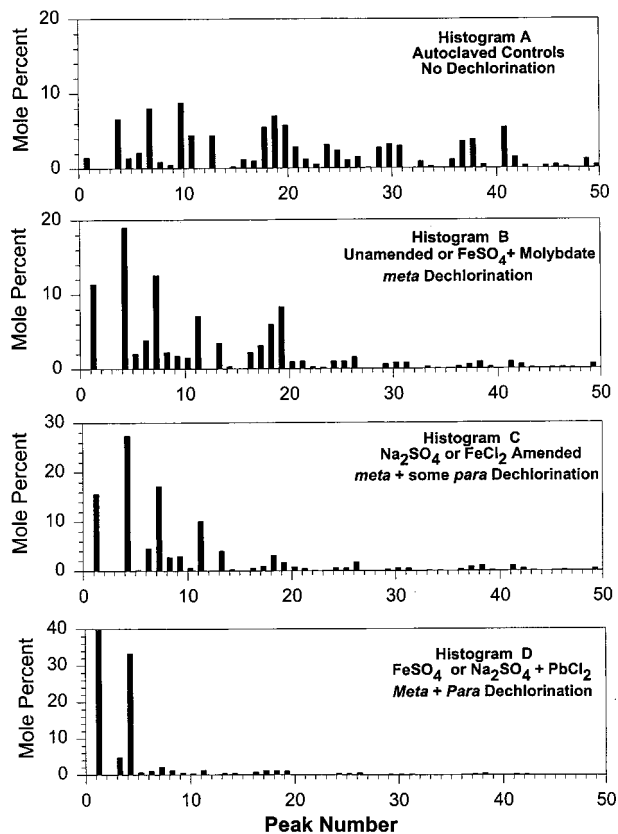 Histogram A
Autoclaved Controls
No Dechlorination
Mole Percent
20
10
0
0 10 20 30 40 50
Histogram B
Unamended or FeSO4+ Molybdate
meta Dechlorination
Mole Percent
20
10
0
0 10 20 30 40 50
Histogram C
Na2SO4 or FeCl2 Amended
meta + some para Dechlorination
Mole Percent
30
20
10
0
0 10 20 30 40 50
Histogram D
FeSO4 or Na2SO4 + PbCl2
Meta + Para Dechlorination
Mole Percent
40
30
20
10
0
0 10 20 30 40 50
Peak Number